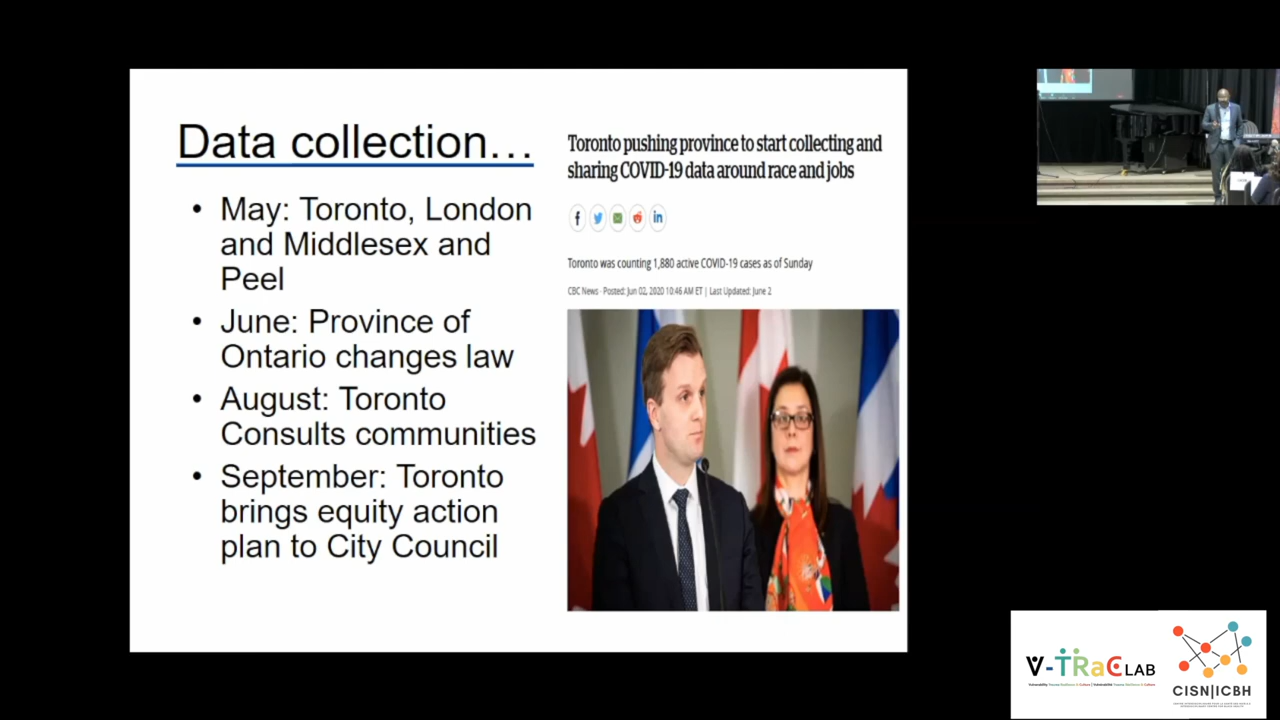 Data collection…
• May: Toronto, London
and Middlesex and
Peel
• June: Province of
Ontario changes law
• August: Toronto
Consults communities
• September: Toronto
brings equity action
plan to City Council
Toronto pushing province to start collecting and
sharing COVID-19 data around race and jobs
Toronto was counting 1,880 active COVID-19 cases as of Sunday
CBC News · Posted: Jun 02, 2020 10:46 AM ET | Last Updated: June 2
V-TRaC LAB
CISN|ICBH